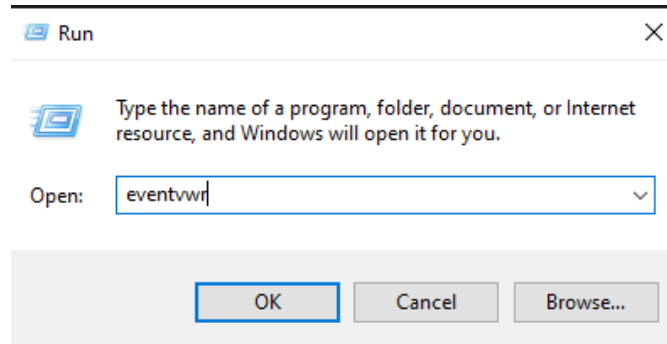 Run
Type the name of a program, folder, document, or Internet
resource, and Windows will open it for you.
Open: eventvwr
OK Cancel Browse...